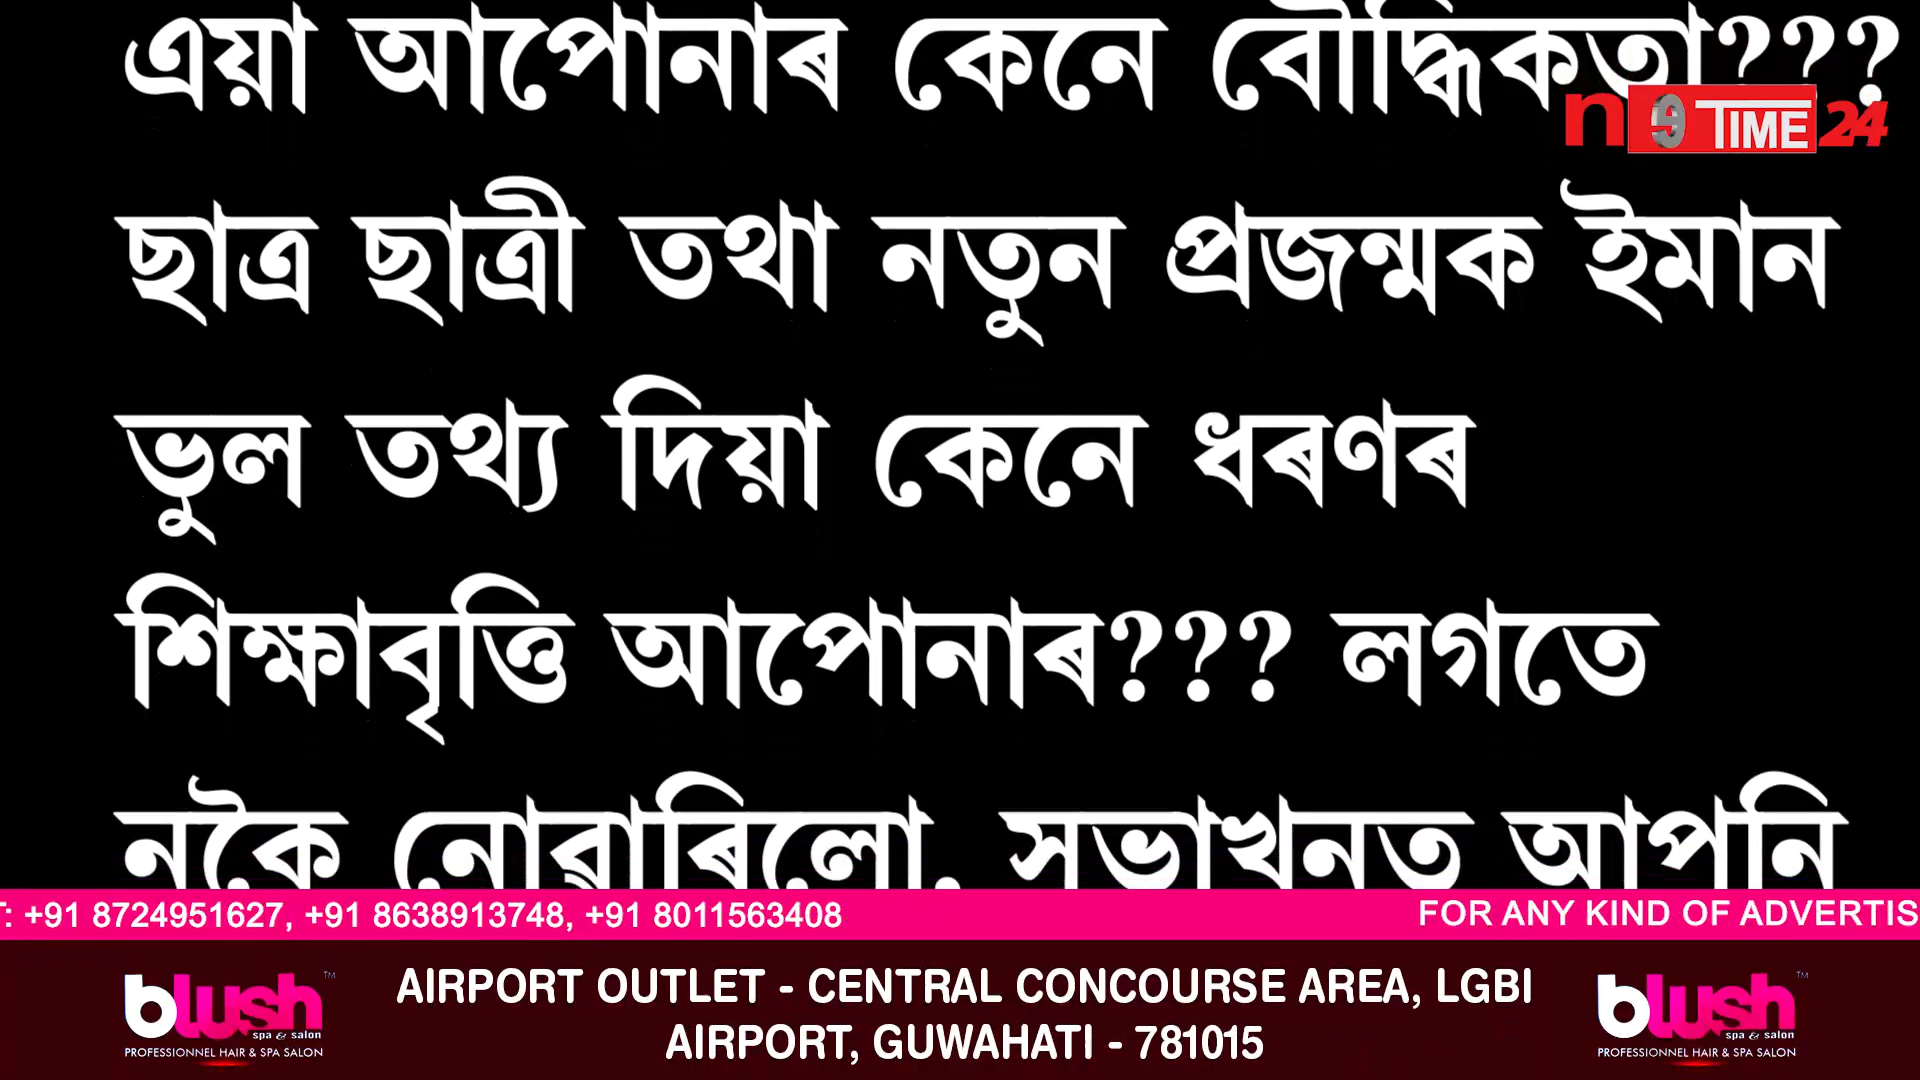 এয়া আপোনাৰ কেনে বৌদ্ধিকতা???
n9 TIME 24
ছাত্ৰ ছাত্ৰী তথা নতুন প্ৰজন্মক ইমান
ভুল তথ্য দিয়া কেনে ধৰণৰ
শিক্ষাবৃত্তি আপোনাৰ??? লগতে
নকৈ নোৱাৰিলো, সভাখনত আপনি
T: +91 8724951627, +91 8638913748, +91 8011563408
FOR ANY KIND OF ADVERTIS
blush
spa & salon
PROFESSIONNEL HAIR & SPA SALON
AIRPORT OUTLET - CENTRAL CONCOURSE AREA, LGBI
AIRPORT, GUWAHATI - 781015
blush
spa & salon
PROFESSIONNEL HAIR & SPA SALON